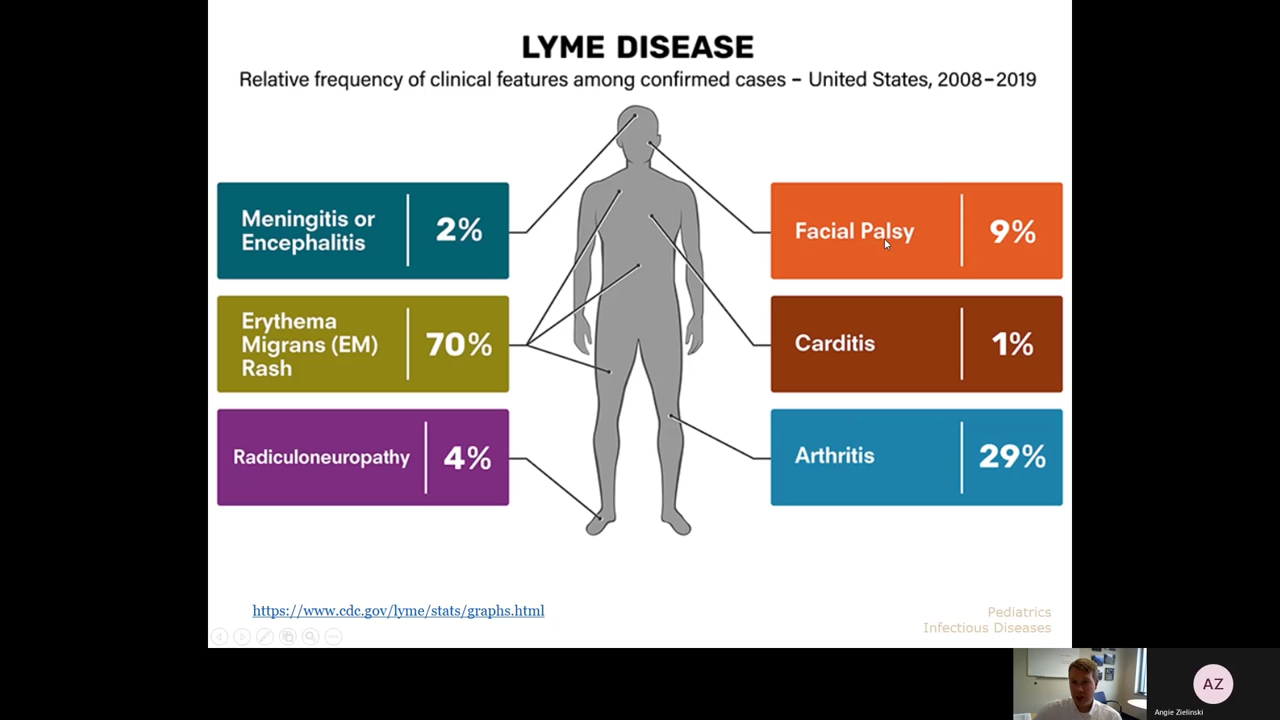 LYME DISEASE
Relative frequency of clinical features among confirmed cases – United States, 2008–2019
Meningitis or
Encephalitis
2%
Erythema
Migrans (EM)
Rash
70%
Radiculoneuropathy
4%
Facial Palsy
9%
Carditis
1%
Arthritis
29%
https://www.cdc.gov/lyme/stats/graphs.html
Pediatrics
Infectious Diseases
AZ
Angie Zielinski